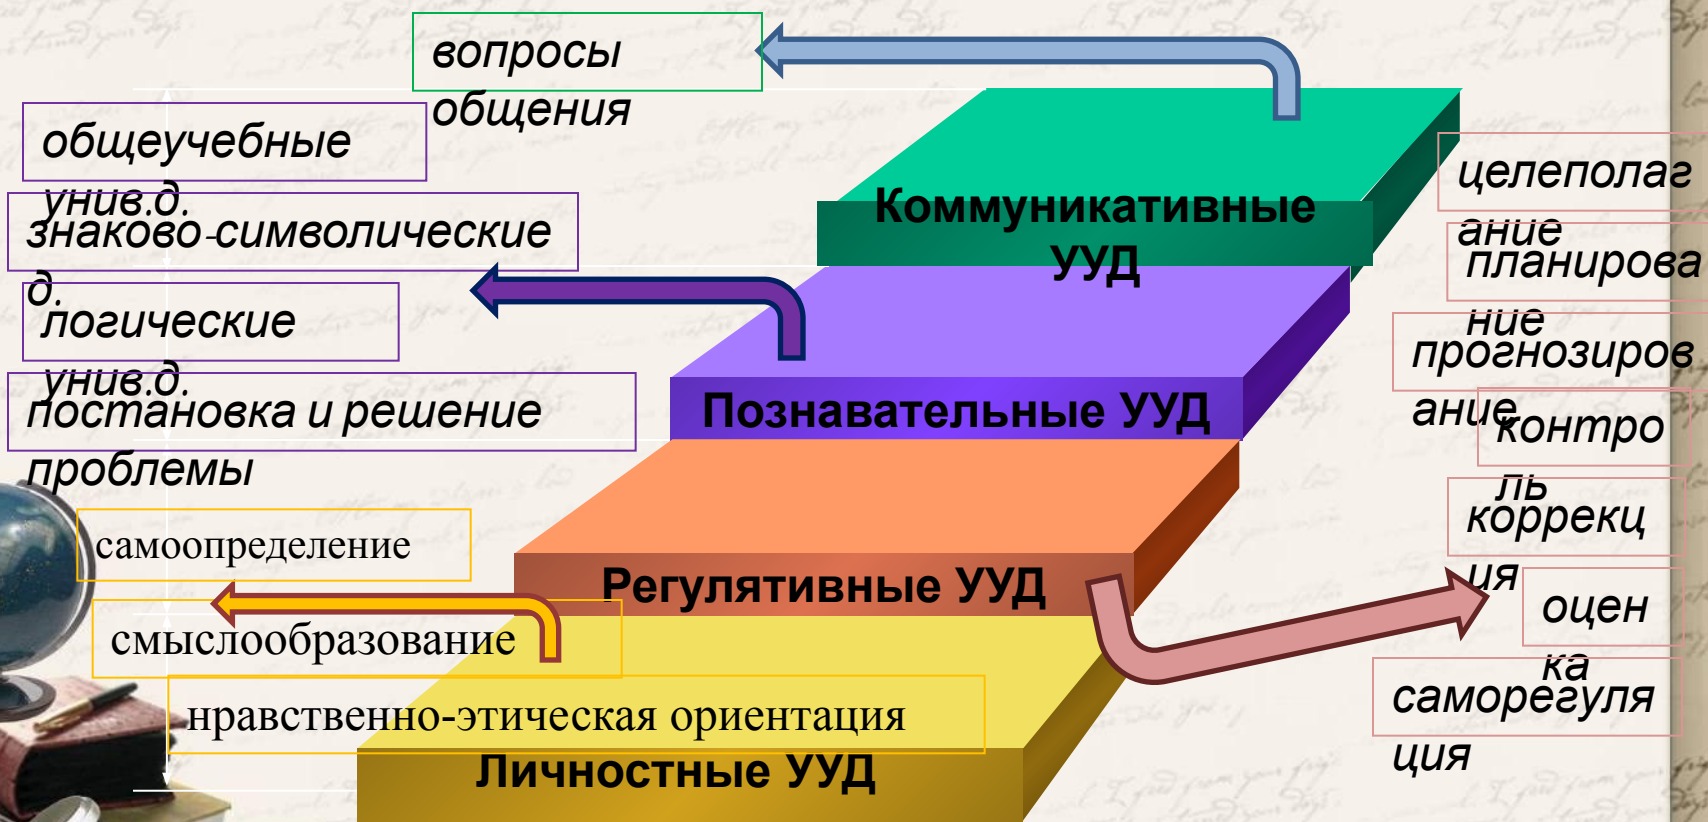 вопросы
общения
общеучебные
унив.д.
знаково-символические
д.
логические
унив.д.
постановка и решение
проблемы
самоопределение
смыслообразование
нравственно-этическая ориентация
Коммуникативные
УУД
Познавательные УУД
Регулятивные УУД
Личностные УУД
целеполаг
ание
планирова
ние
прогнозиров
ание
контро
ль
коррекц
ия
оцен
ка
саморегуля
ция